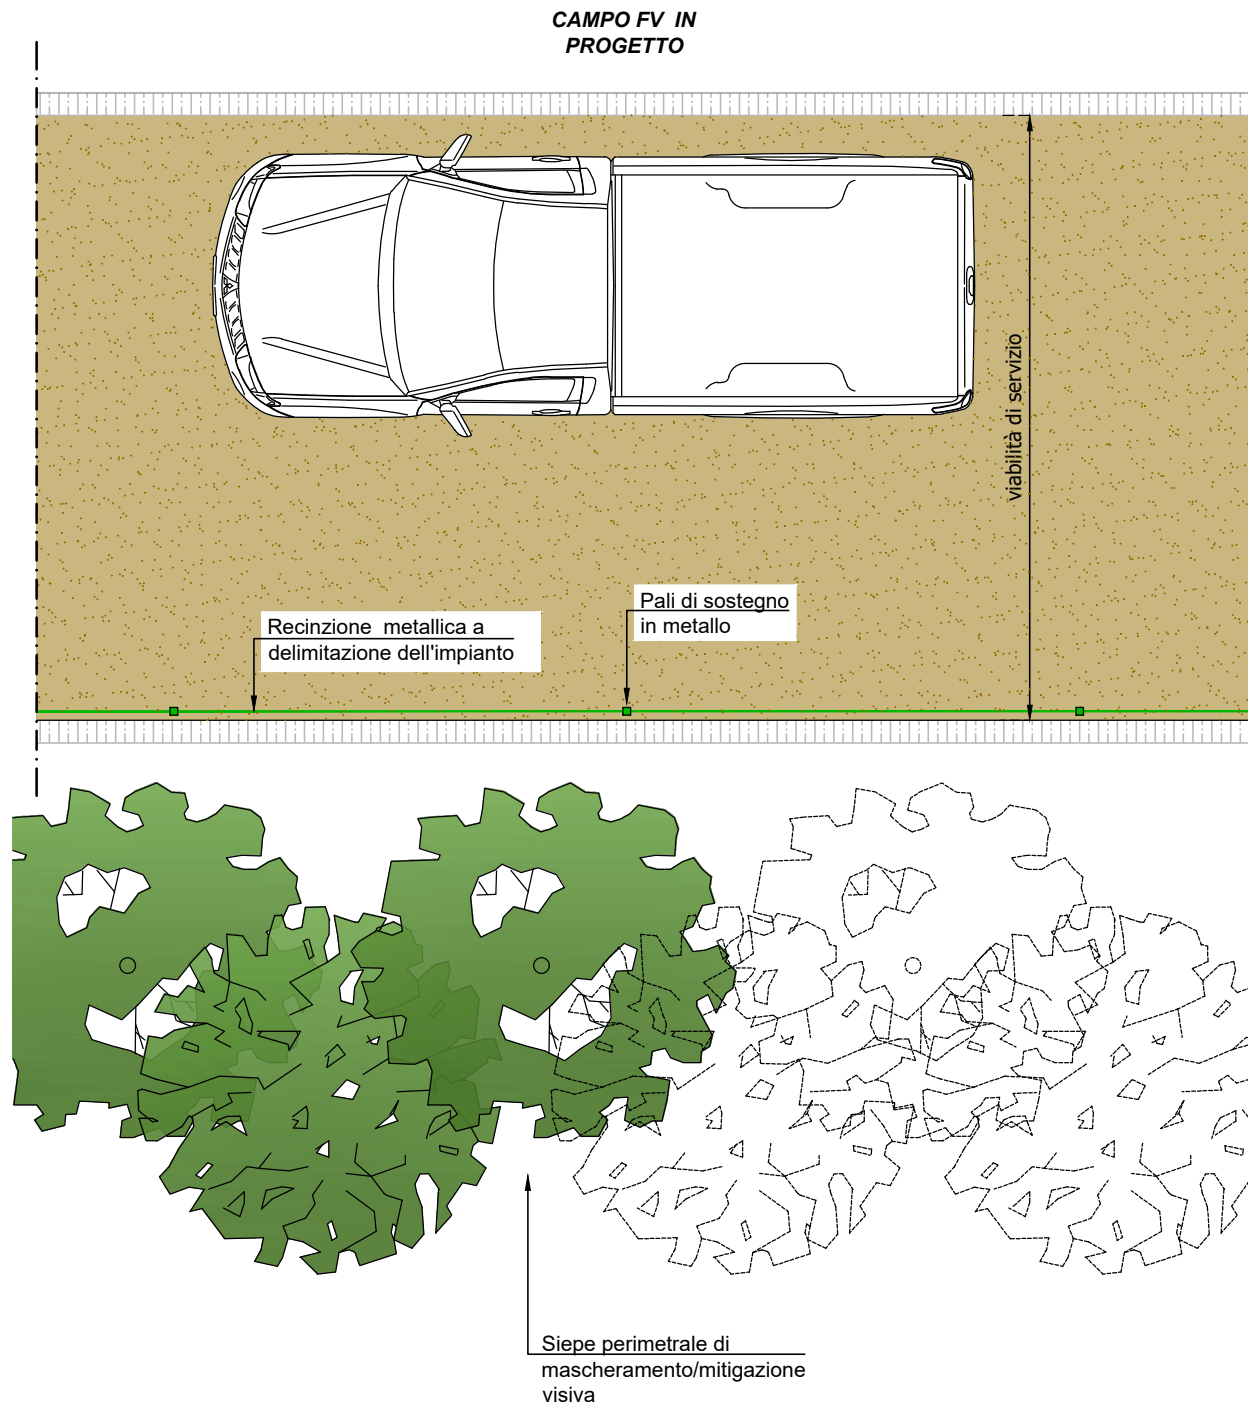 CAMPO FV IN
PROGETTO
viabilità di servizio
Pali di sostegno
in metallo
Recinzione metallica a
delimitazione dell'impianto
Siepe perimetrale di
mascheramento/mitigazione
visiva